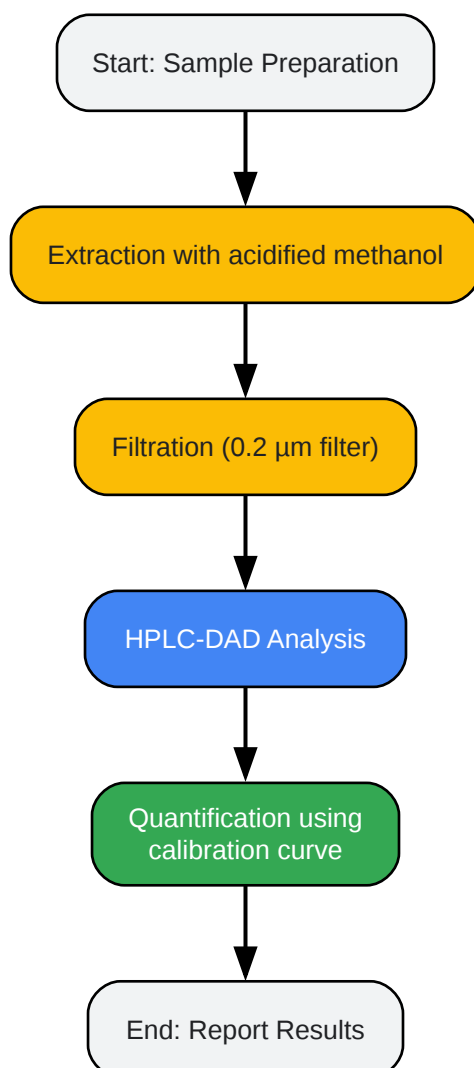 Start: Sample Preparation
Extraction with acidified methanol
Filtration (0.2 µm filter)
HPLC-DAD Analysis
Quantification using
calibration curve
End: Report Results